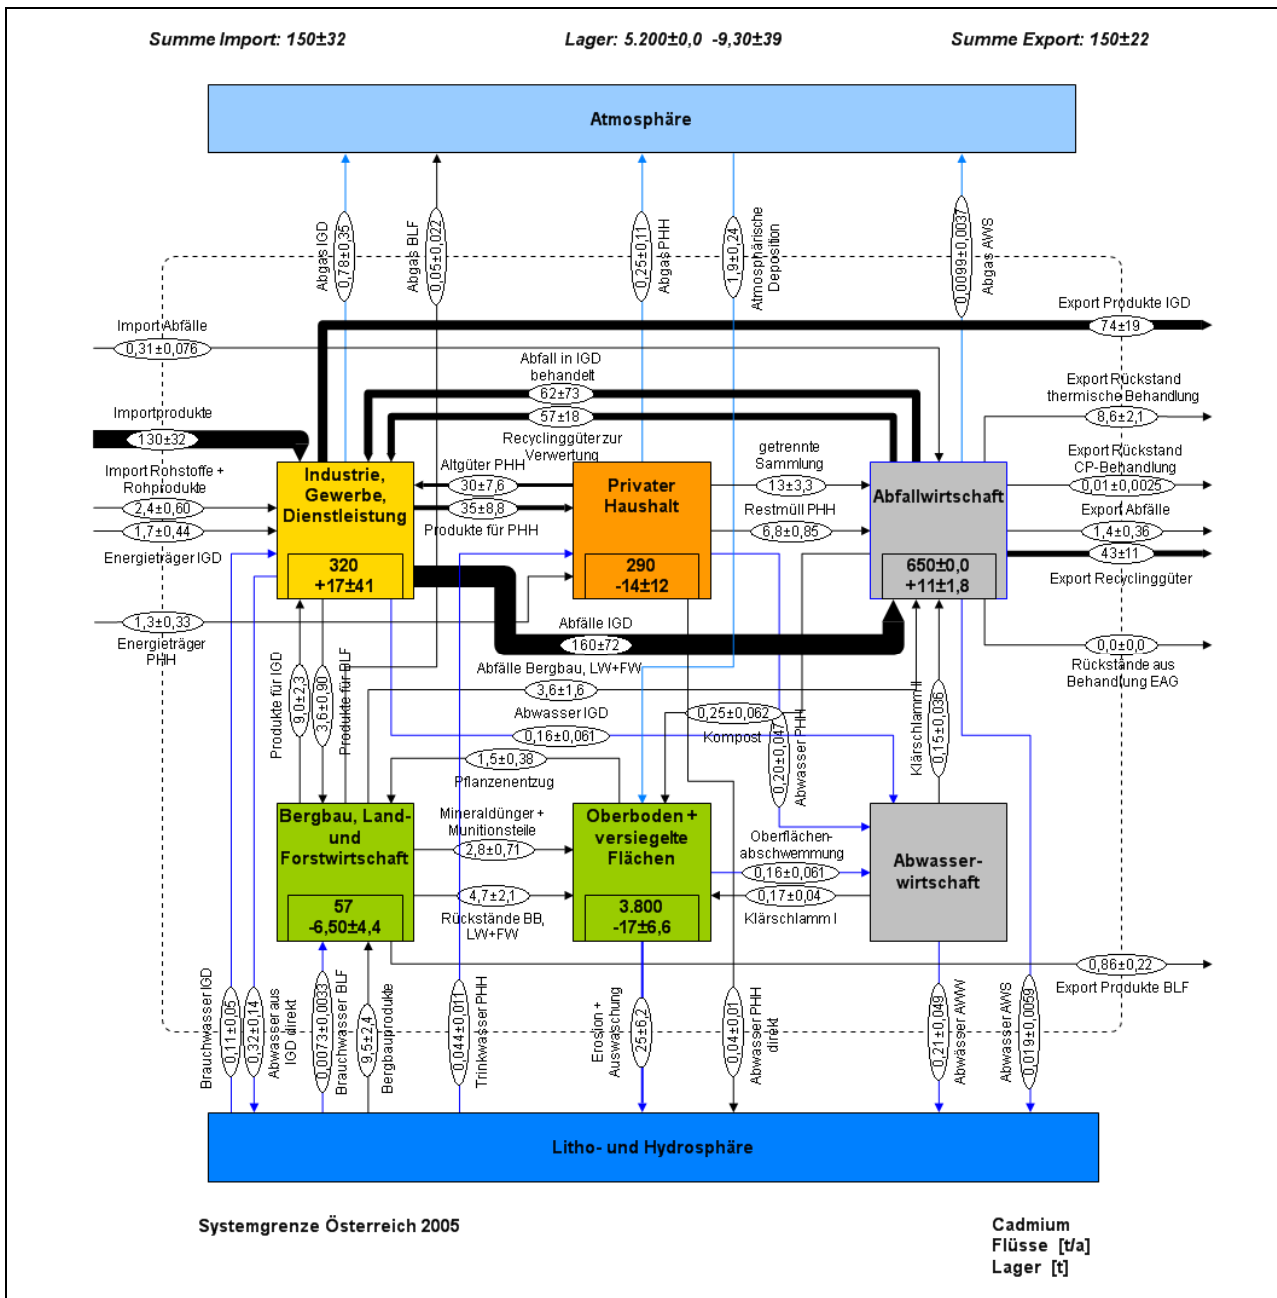 Summe Import: 150±32
Lager: 5.200±0,0 -9,30±39
Summe Export: 150±22
Atmosphäre
Abgas IGD
0,78±0,35
Abgas BLF
0,05±0,022
0,25±0,11
Abgas PHH
1,9±0,24
Atmosphärische
Deposition
0,0099±0,0037
Abgas AWS
Import Abfälle
0,31±0,076
Export Produkte IGD
74±19
Abfall in IGD
behandelt
62±73
57±18
Recyclinggüter zur
Verwertung
Importprodukte
130±32
Export Rückstand
thermische Behandlung
8,6±2,1
Import Rohstoffe +
Rohprodukte
2,4±0,60
1,7±0,44
Energieträger IGD
Industrie,
Gewerbe,
Dienstleistung
320
+17±41
Altgüter PHH
30±7,6
35±8,8
Produkte für PHH
Privater
Haushalt
290
-14±12
getrennte
Sammlung
13±3,3
Restmüll PHH
6,8±0,85
Abfallwirtschaft
650±0,0
+11±1,8
Export Rückstand
CP-Behandlung
0,01±0,0025
Export Abfälle
1,4±0,36
43±11
Export Recyclinggüter
1,3±0,33
Energieträger
PHH
Abfälle IGD
160±72
0,0±0,0
Rückstände aus
Behandlung EAG
Produkte für IGD
9,0±2,3
3,6±0,90
Produkte für BLF
Abfälle Bergbau, LW+FW
3,6±1,6
Abwasser IGD
0,16±0,061
0,25±0,062
Kompost
0,20±0,047
Abwasser PHH
Klärschlamm II
0,15±0,036
1,5±0,38
Pflanzenentzug
Bergbau, Land-
und
Forstwirtschaft
57
-6,50±4,4
Mineraldünger +
Munitionsteile
2,8±0,71
4,7±2,1
Rückstände BB,
LW+FW
Oberboden +
versiegelte
Flächen
3.800
-17±6,6
Oberflächen-
abschwemmung
0,16±0,061
0,17±0,04
Klärschlamm I
Abwasser-
wirtschaft
0,86±0,22
Export Produkte BLF
Brauchwasser IGD
0,11±0,05
0,32±0,14
Abwasser aus
IGD direkt
0,0073±0,0033
Brauchwasser BLF
9,5±2,4
Bergbauprodukte
0,044±0,011
Trinkwasser PHH
Erosion +
Auswaschung
25±6,2
0,04±0,01
Abwasser PHH
direkt
0,21±0,049
Abwässer AWW
Abwasser AWS
0,019±0,0059
Litho- und Hydrosphäre
Systemgrenze Österreich 2005
Cadmium
Flüsse [t/a]
Lager [t]